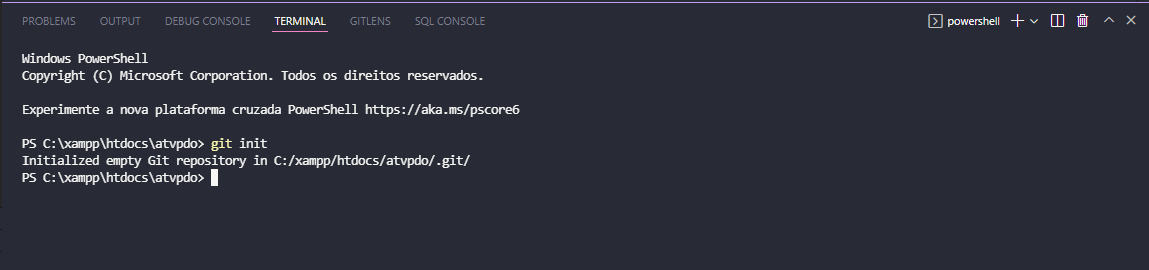 PROBLEMS OUTPUT DEBUG CONSOLE TERMINAL GITLENS SQL CONSOLE powershell
Windows PowerShell
Copyright (C) Microsoft Corporation. Todos os direitos reservados.
Experimente a nova plataforma cruzada PowerShell https://aka.ms/pscore6
PS C:\xampp\htdocs\atvpdo> git init
Initialized empty Git repository in C:/xampp/htdocs/atvpdo/.git/
PS C:\xampp\htdocs\atvpdo>